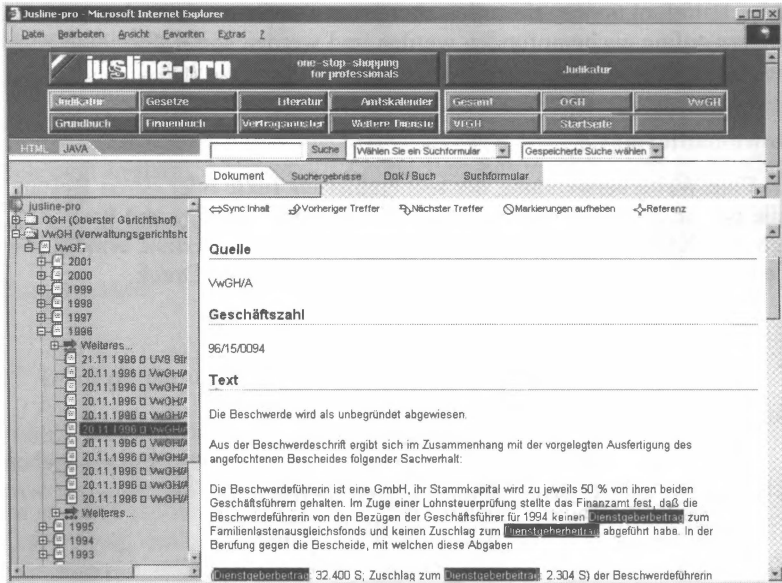 Jusline-pro - Microsoft Internet Explorer
Datei Bearbeiten Ansicht Favoriten Extras ?
jusline-pro
one-stop-shopping
for professionals
Judikatur
Judikatur Gesetze Literatur Amtskalender Gesamt OGH VwGH
Grundbuch Firmenbuch Vertragsmuster Weitere Dienste VfGH Startseite
HTML JAVA Suche Wählen Sie ein Suchformular Gespeicherte Suche wählen
Dokument Suchergebnisse Dok / Buch Suchformular
jusline-pro
OGH (Oberster Gerichtshof)
VwGH (Verwaltungsgerichtsho
VwGH
2001
2000
1999
1998
1997
1996
Weiteres...
21.11.1996 UVS Str
20.11.1996 VwGH/A
20.11.1996 VwGH/A
20.11.1996 VwGH/A
20.11.1996 VwGH/A
20.11.1996 VwGH/A
20.11.1996 VwGH/A
20.11.1996 VwGH/A
20.11.1996 VwGH/A
20.11.1996 VwGH/A
20.11.1996 VwGH/A
Weiteres...
1995
1994
1993
Sync Inhalt Vorheriger Treffer Nächster Treffer Markierungen aufheben Referenz
Quelle
VwGH/A
Geschäftszahl
96/15/0094
Text
Die Beschwerde wird als unbegründet abgewiesen.
Aus der Beschwerdeschrift ergibt sich im Zusammenhang mit der vorgelegten Ausfertigung des
angefochtenen Bescheides folgender Sachverhalt:
Die Beschwerdeführerin ist eine GmbH, ihr Stammkapital wird zu jeweils 50 % von ihren beiden
Geschäftsführern gehalten. Im Zuge einer Lohnsteuerprüfung stellte das Finanzamt fest, daß die
Beschwerdeführerin von den Bezügen der Geschäftsführer für 1994 keinen Dienstgeberbeitrag zum
Familienlastenausgleichsfonds und keinen Zuschlag zum Dienstgeberbeitrag abgeführt habe. In der
Berufung gegen die Bescheide, mit welchen diese Abgaben
(Dienstgeberbeitrag: 32.400 S; Zuschlag zum Dienstgeberbeitrag: 2.304 S) der Beschwerdeführerin